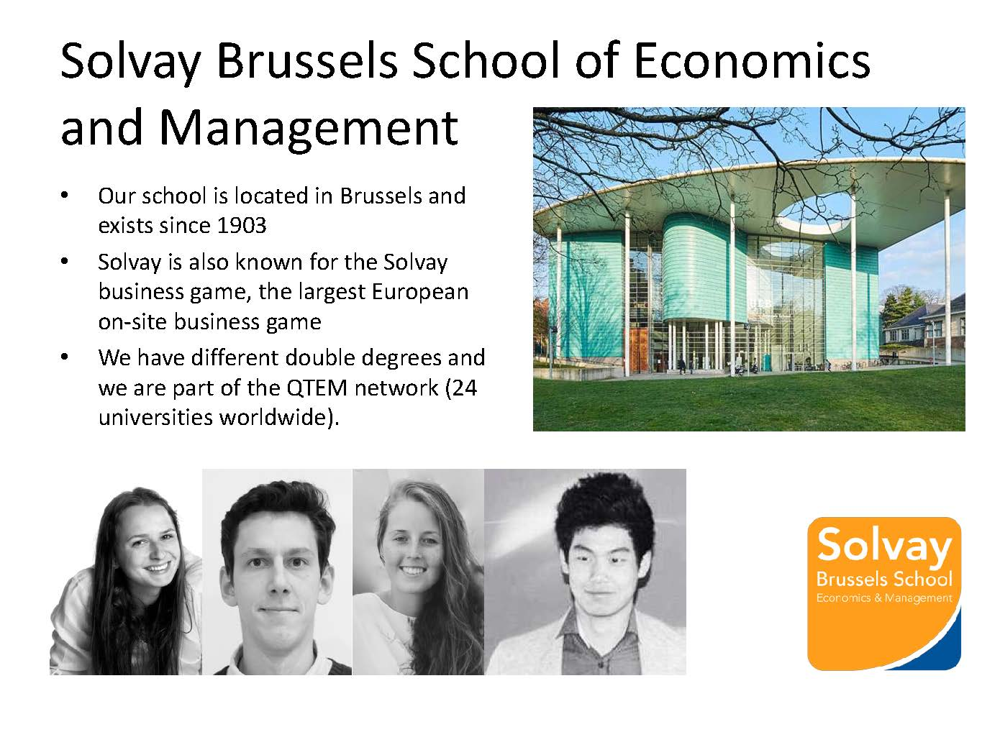 Solvay Brussels School of Economics
and Management
• Our school is located in Brussels and
exists since 1903
• Solvay is also known for the Solvay
business game, the largest European
on-site business game
• We have different double degrees and
we are part of the QTEM network (24
universities worldwide).
Solvay
Brussels School
Economics & Management